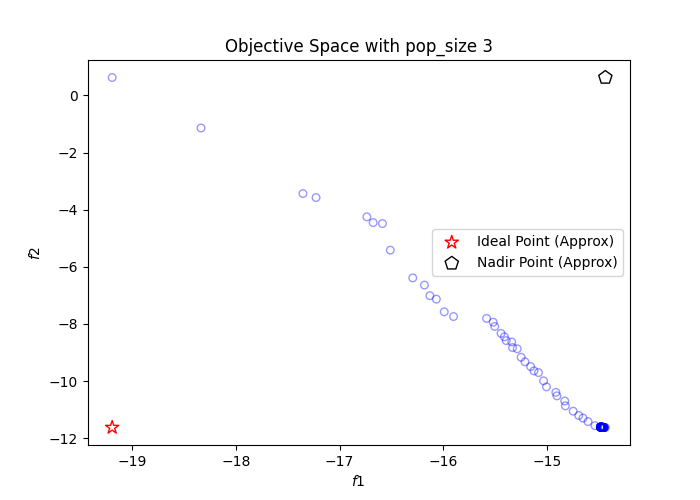 Objective Space with pop_size 3
f2
0
−2
−4
−6
−8
−10
−12
Ideal Point (Approx)
Nadir Point (Approx)
−19
−18
−17
−16
−15
f1